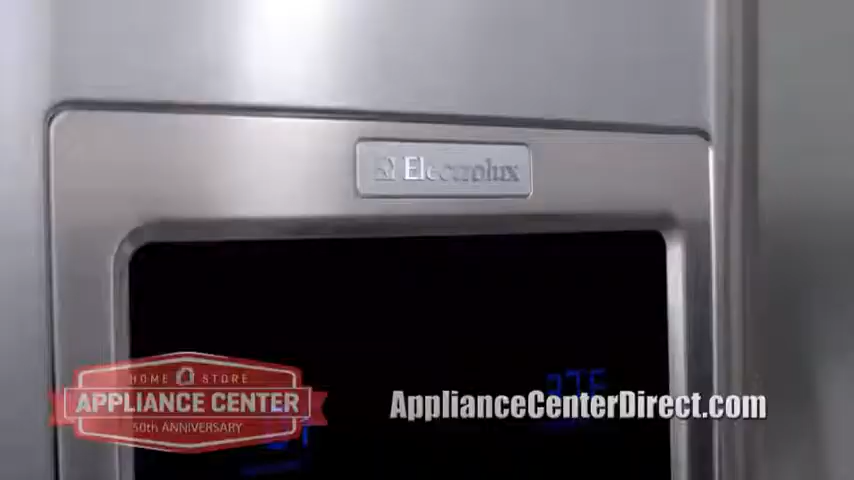 Electrolux
HOME STORE
APPLIANCE CENTER
50th ANNIVERSARY
ApplianceCenterDirect.com